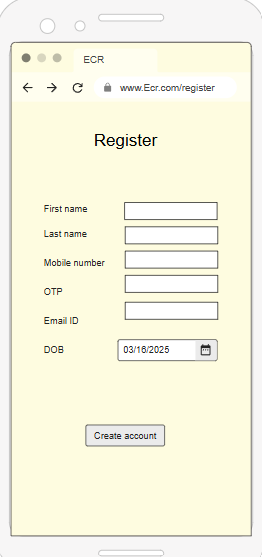 ECR
www.Ecr.com/register
Register
First name
Last name
Mobile number
OTP
Email ID
DOB 03/16/2025
Create account